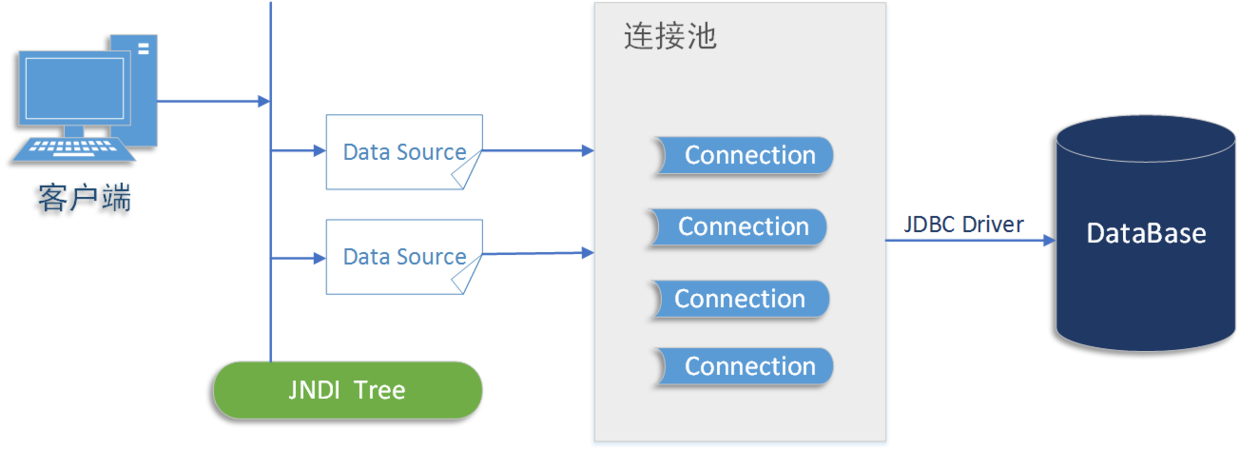 客户端
Data Source
Data Source
JNDI Tree
连接池
Connection
Connection
Connection
Connection
JDBC Driver
DataBase